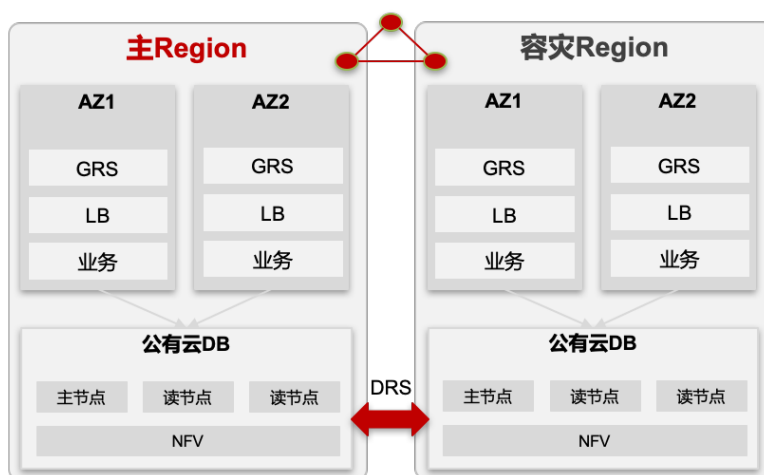 主Region
容灾Region
AZ1
AZ2
AZ1
AZ2
GRS
GRS
GRS
GRS
LB
LB
LB
LB
业务
业务
业务
业务
公有云DB
公有云DB
主节点
读节点
读节点
DRS
主节点
读节点
读节点
NFV
NFV